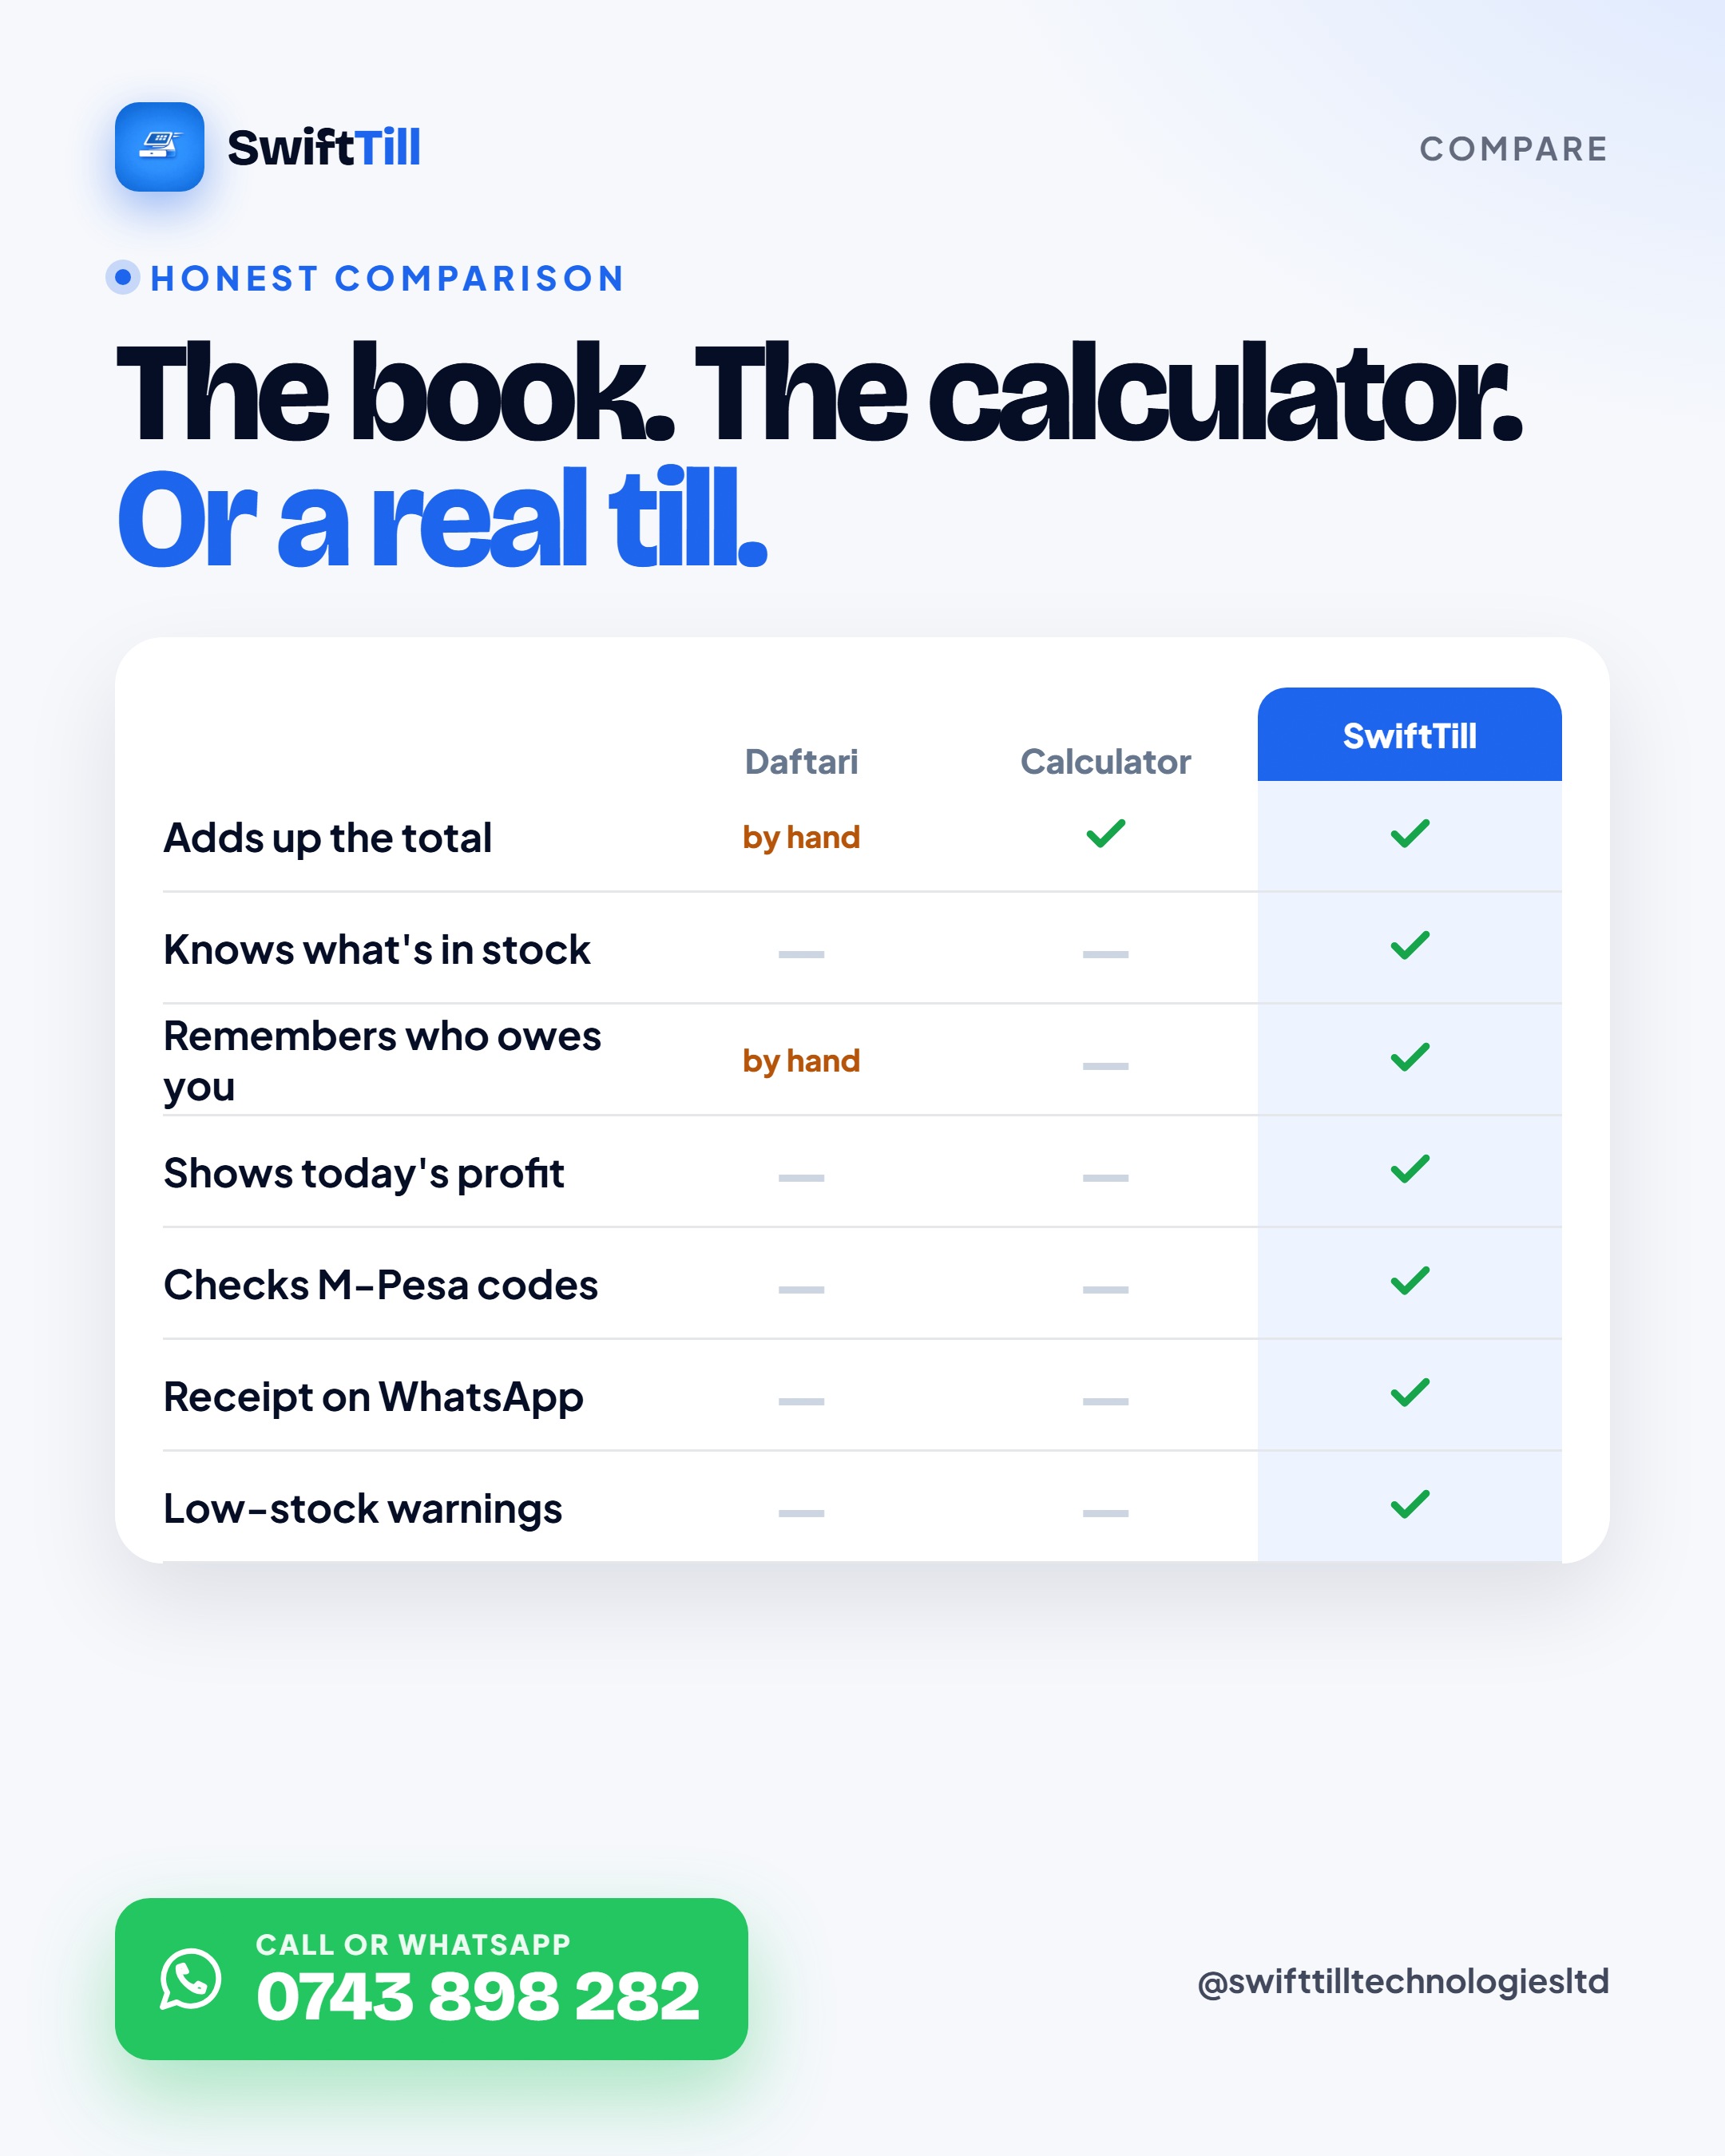 SwiftTill
COMPARE
HONEST COMPARISON
The book. The calculator.
Or a real till.
Daftari Calculator SwiftTill
Adds up the total by hand ✓ ✓
Knows what's in stock — — ✓
Remembers who owes
you by hand — ✓
Shows today's profit — — ✓
Checks M-Pesa codes — — ✓
Receipt on WhatsApp — — ✓
Low-stock warnings — — ✓
CALL OR WHATSAPP
0743 898 282
@swifttilltechnologiesltd